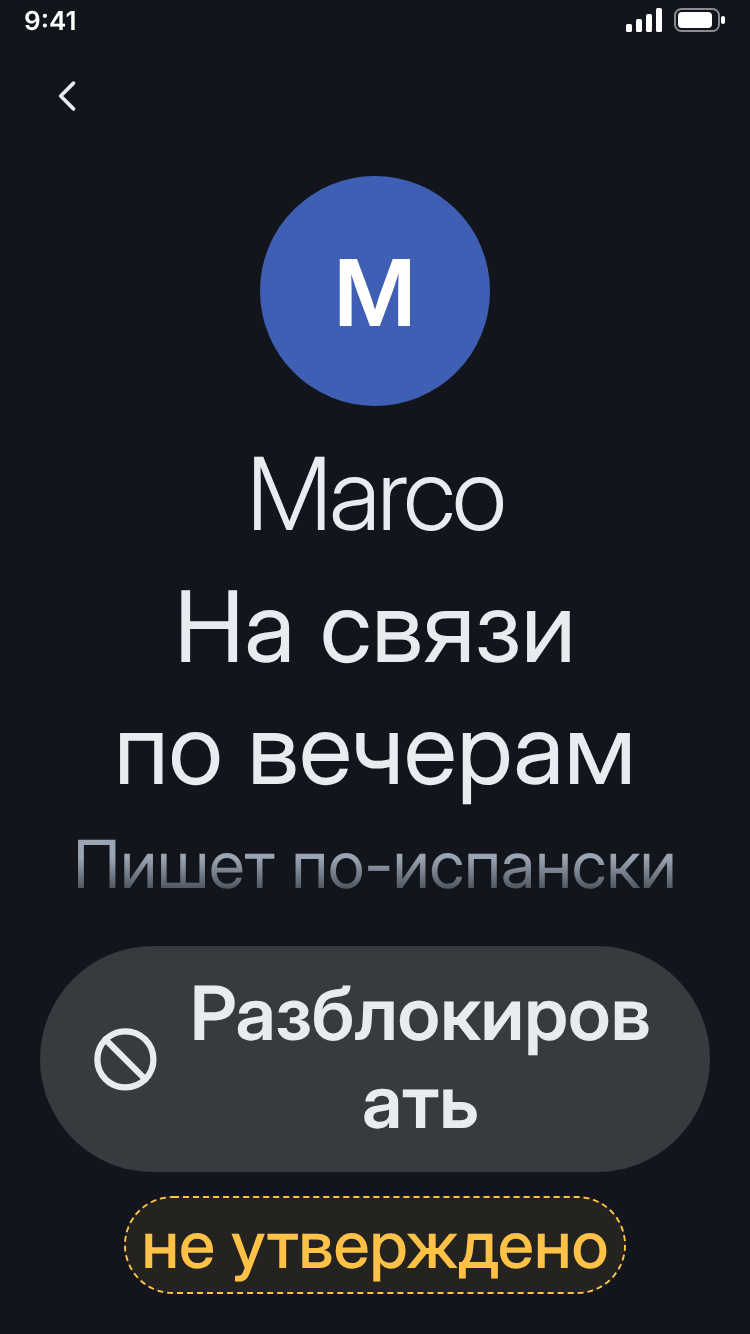 9:41
M
Marco
На связи
по вечерам
Пишет по-испански
Разблокиров
ать
не утверждено